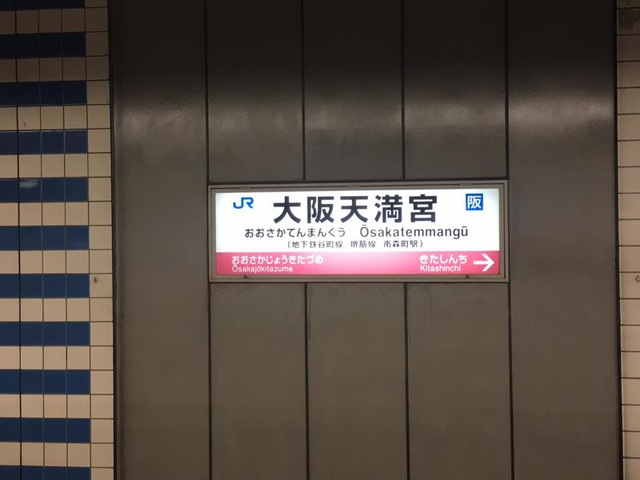 JR 大阪天満宮 阪
おおさかてんまんぐう Ōsakatemmangū
(地下鉄谷町線 堺筋線 南森町駅)
おおさかじょうきたづめ きたしんち →
Ōsakajōkitazume Kitashinchi